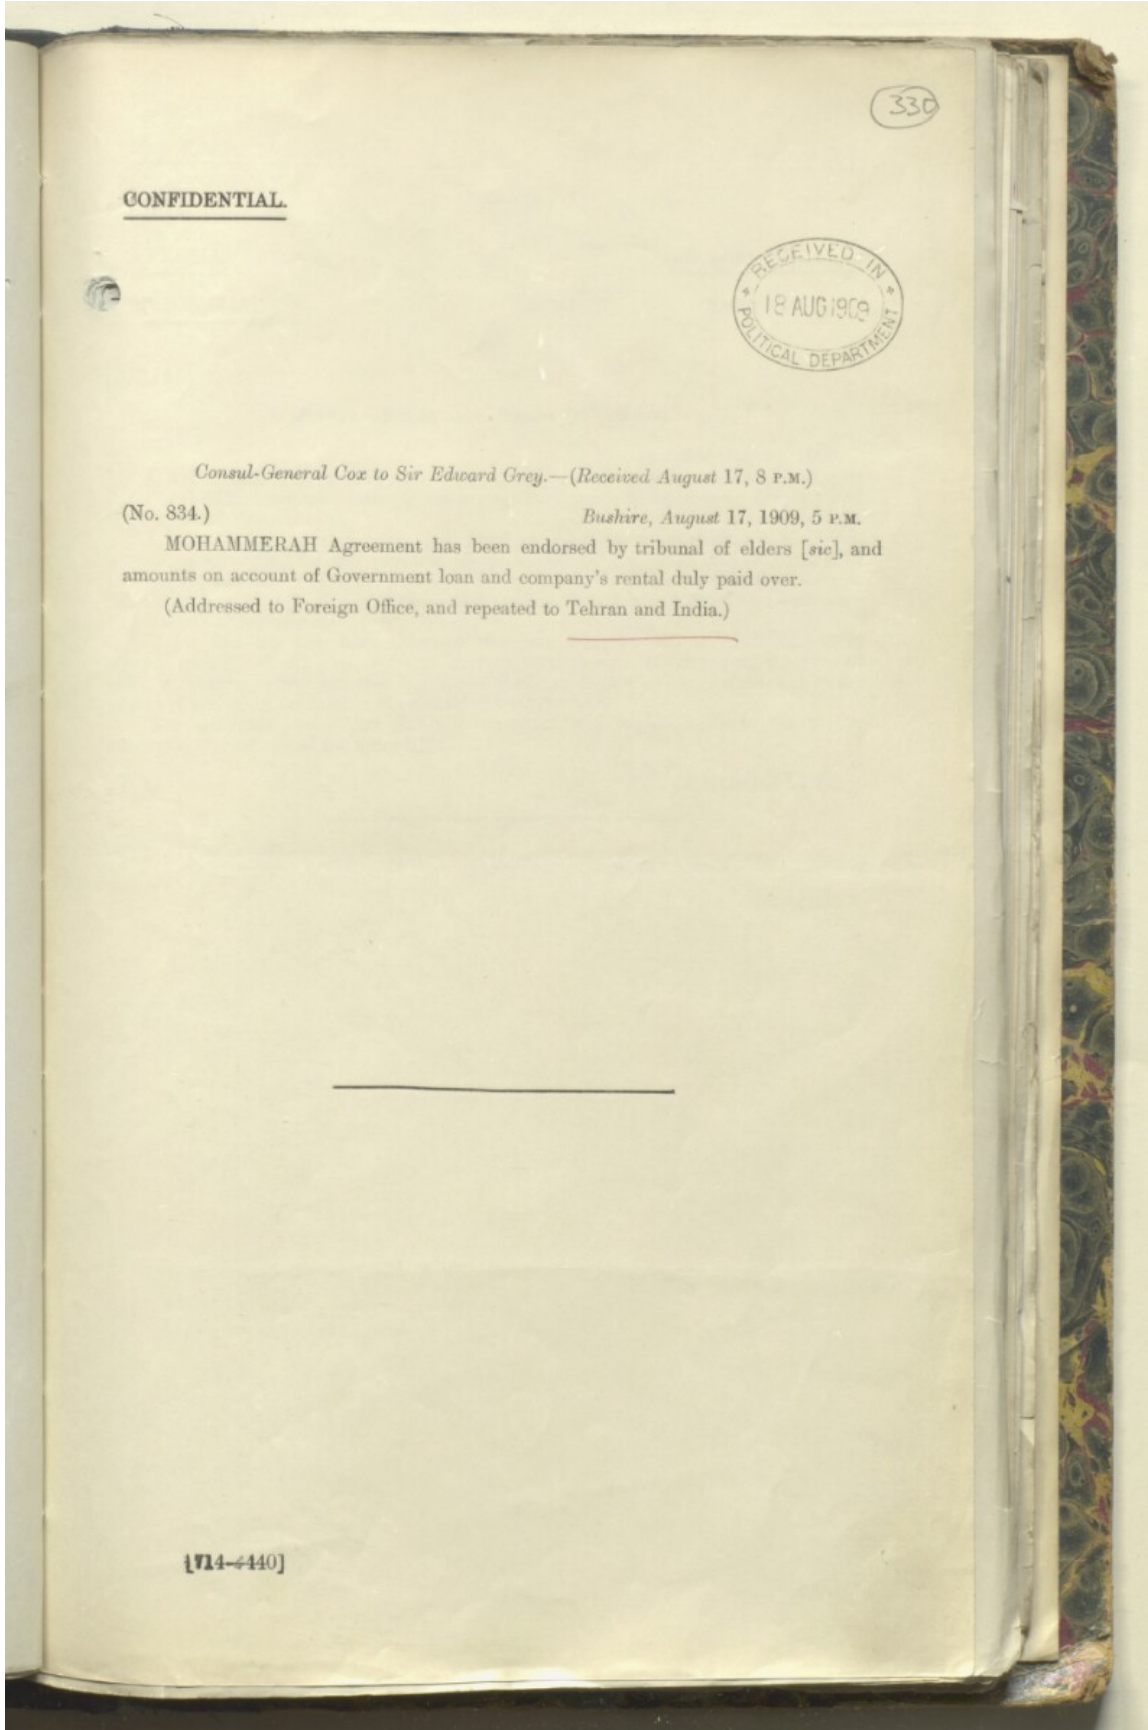 330
CONFIDENTIAL.
RECEIVED IN
18 AUG 1909
POLITICAL DEPARTMENT
Consul-General Cox to Sir Edward Grey.—(Received August 17, 8 P.M.)
(No. 834.) Bushire, August 17, 1909, 5 P.M.
MOHAMMERAH Agreement has been endorsed by tribunal of elders [sic], and
amounts on account of Government loan and company's rental duly paid over.
(Addressed to Foreign Office, and repeated to Tehran and India.)